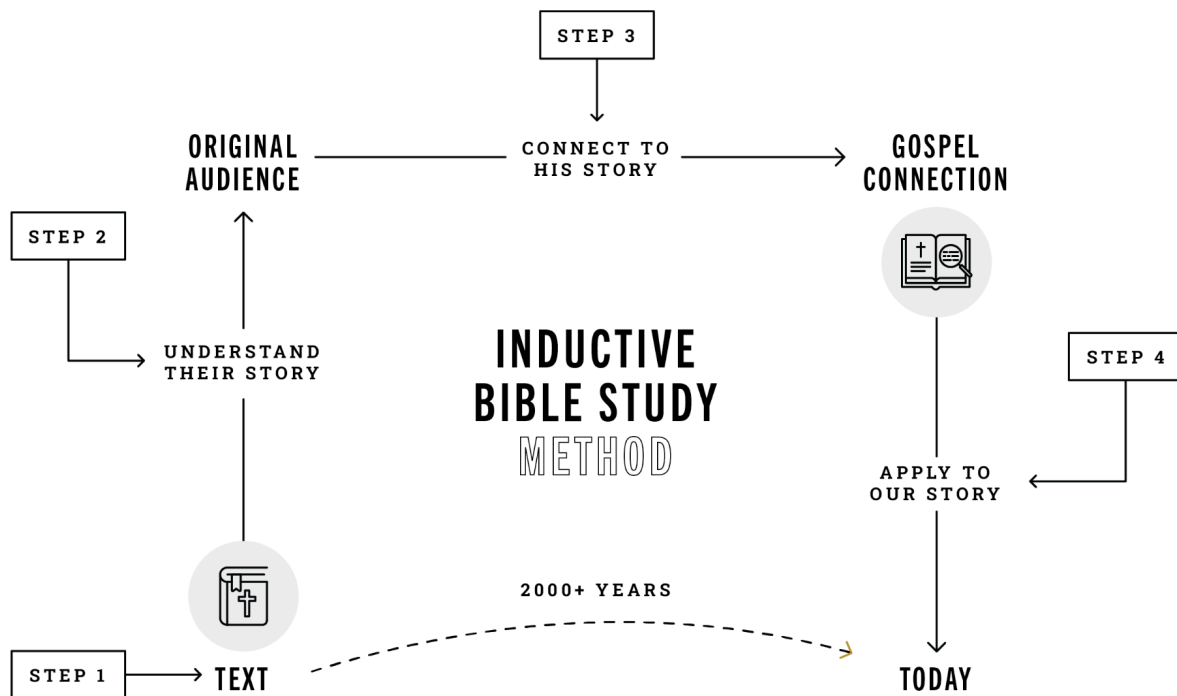 STEP 3
ORIGINAL
AUDIENCE
CONNECT TO
HIS STORY
GOSPEL
CONNECTION
STEP 2
UNDERSTAND
THEIR STORY
INDUCTIVE
BIBLE STUDY
METHOD
STEP 4
APPLY TO
OUR STORY
2000+ YEARS
STEP 1
TEXT
TODAY